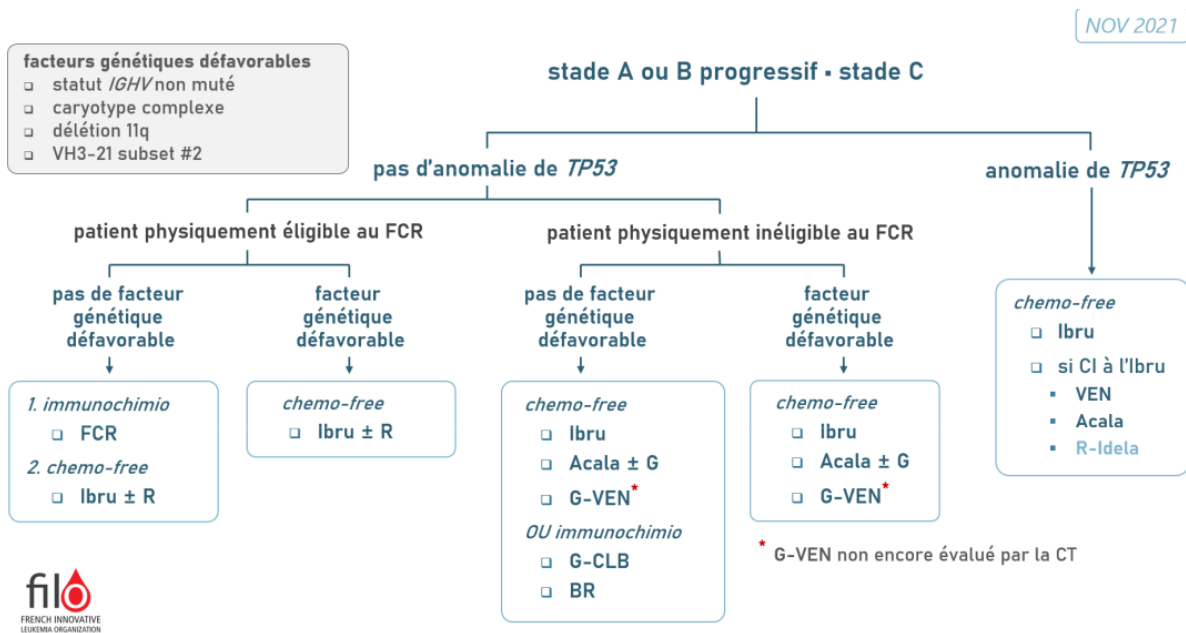 NOV 2021
facteurs génétiques défavorables
❑ statut IGHV non muté
❑ caryotype complexe
❑ délétion 11q
❑ VH3-21 subset #2
stade A ou B progressif ▪ stade C
pas d'anomalie de TP53
anomalie de TP53
patient physiquement éligible au FCR
patient physiquement inéligible au FCR
pas de facteur
génétique
défavorable
facteur
génétique
défavorable
pas de facteur
génétique
défavorable
facteur
génétique
défavorable
1. immunochimio
❑ FCR
2. chemo-free
❑ Ibru ± R
chemo-free
❑ Ibru ± R
chemo-free
❑ Ibru
❑ Acala ± G
❑ G-VEN*
OU immunochimio
❑ G-CLB
❑ BR
chemo-free
❑ Ibru
❑ Acala ± G
❑ G-VEN*
chemo-free
❑ Ibru
❑ si CI à l'Ibru
▪ VEN
▪ Acala
▪ R-Idela
* G-VEN non encore évalué par la CT
filo
FRENCH INNOVATIVE
LEUKEMIA ORGANIZATION